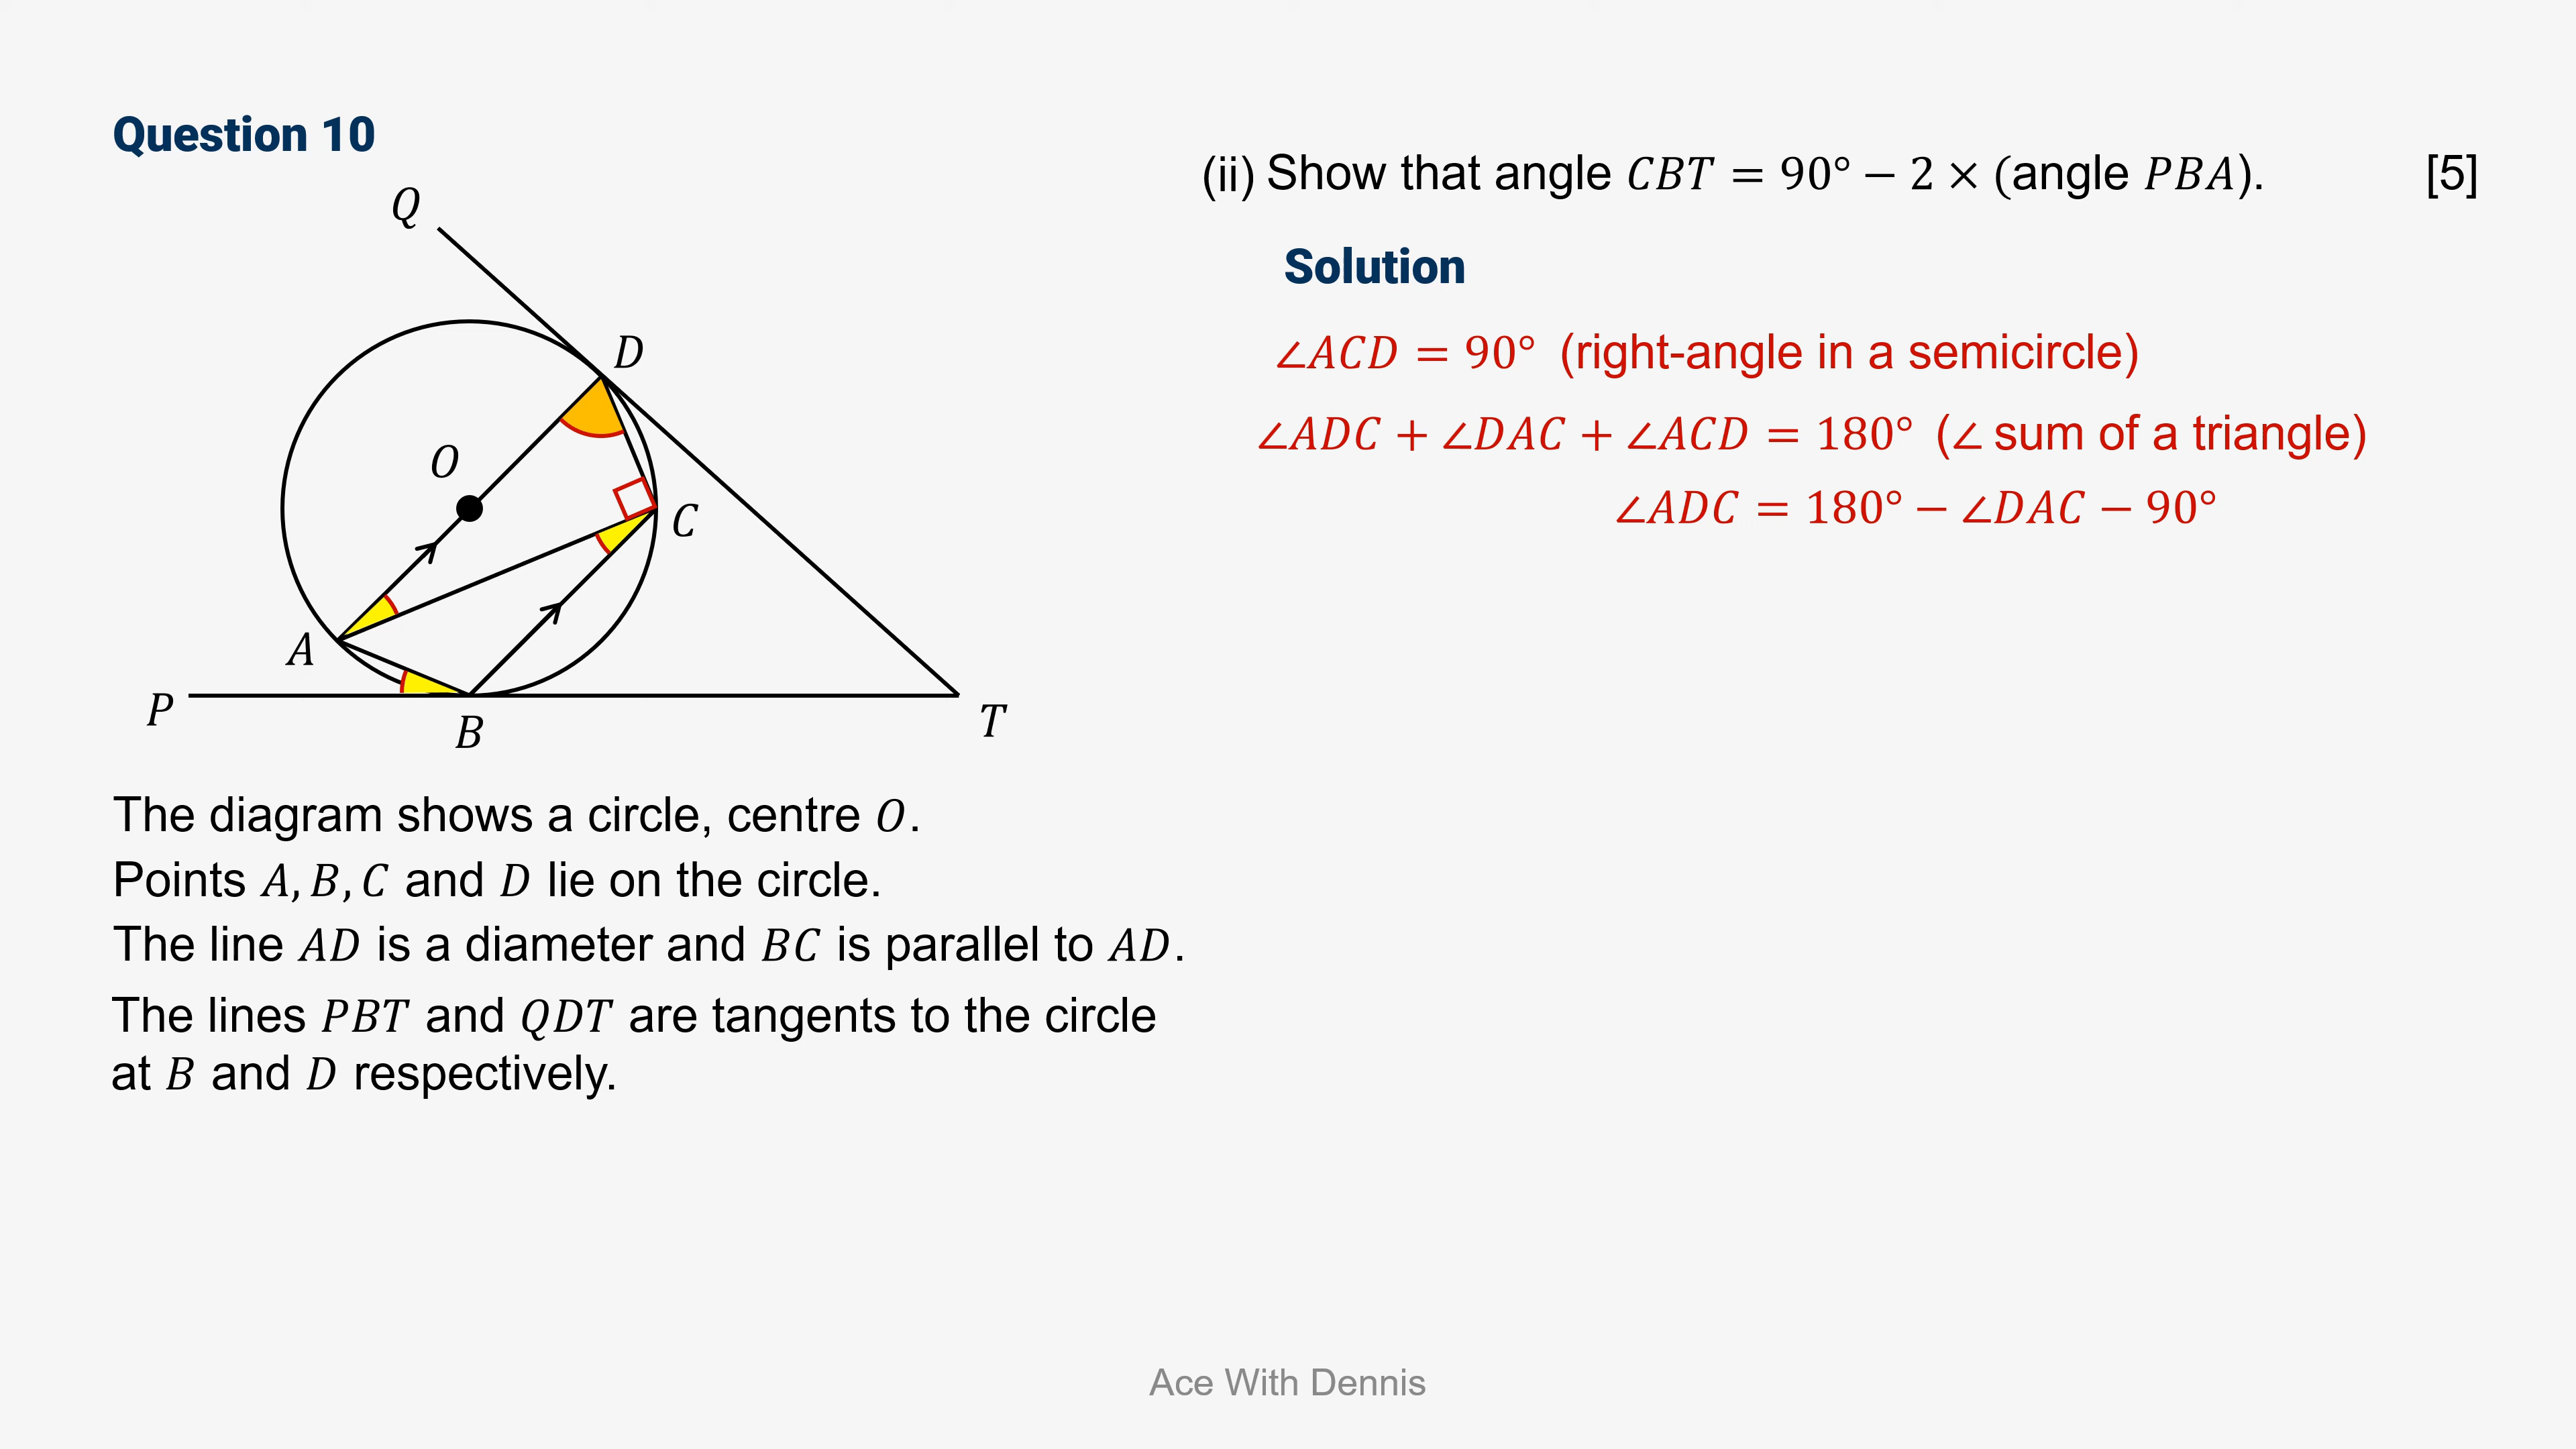 Question 10
Q
D
O
C
A
P
B
T
The diagram shows a circle, centre O.
Points A, B, C and D lie on the circle.
The line AD is a diameter and BC is parallel to AD.
The lines PBT and QDT are tangents to the circle
at B and D respectively.
(ii) Show that angle CBT = 90° − 2 × (angle PBA). [5]
Solution
∠ACD = 90° (right-angle in a semicircle)
∠ADC + ∠DAC + ∠ACD = 180° (∠ sum of a triangle)
∠ADC = 180° − ∠DAC − 90°
Ace With Dennis